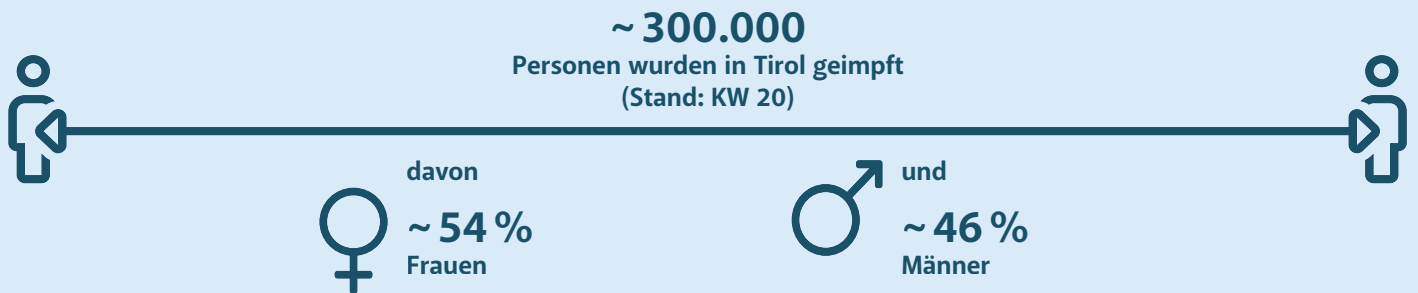 ~ 300.000
Personen wurden in Tirol geimpft
(Stand: KW 20)
davon
~ 54 %
Frauen
und
~ 46 %
Männer